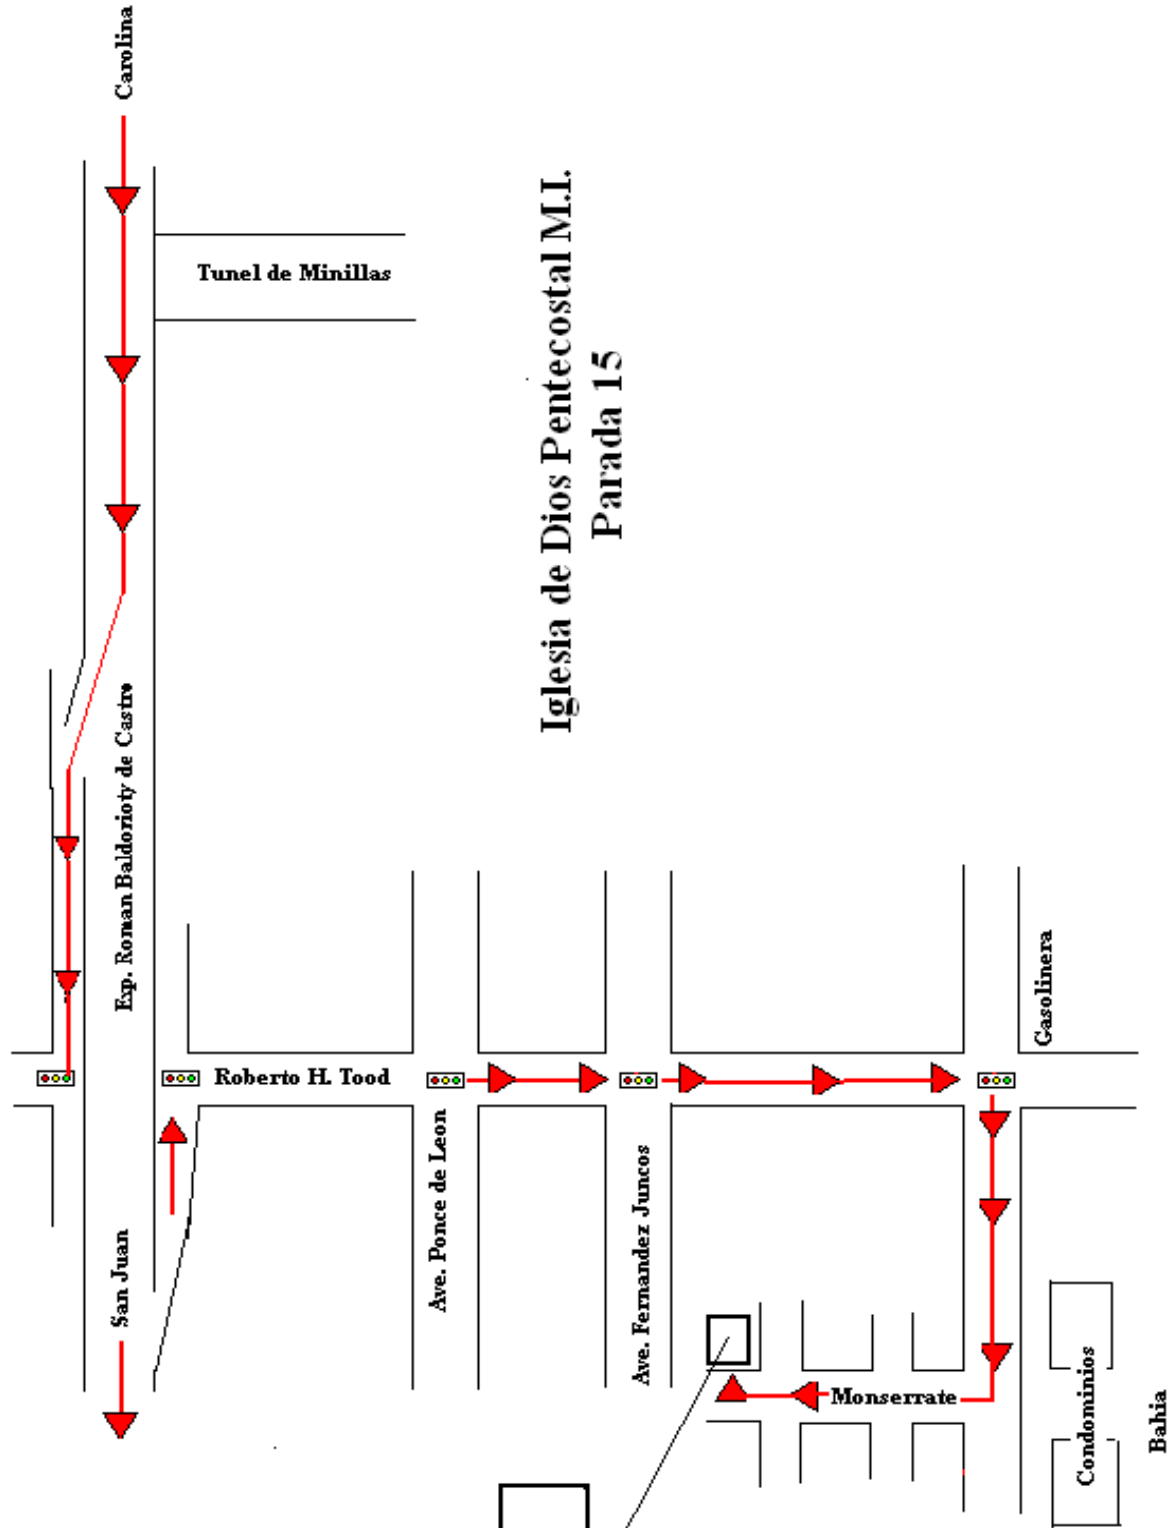 Carolina
Tunel de Minillas
Iglesia de Dios Pentecostal M.I.
Parada 15
Exp. Roman Baldorioty de Castro
Roberto H. Tood
Gasolinera
San Juan
Ave. Ponce de Leon
Ave. Fernandez Juncos
Monserrate
Condominios
Bahia